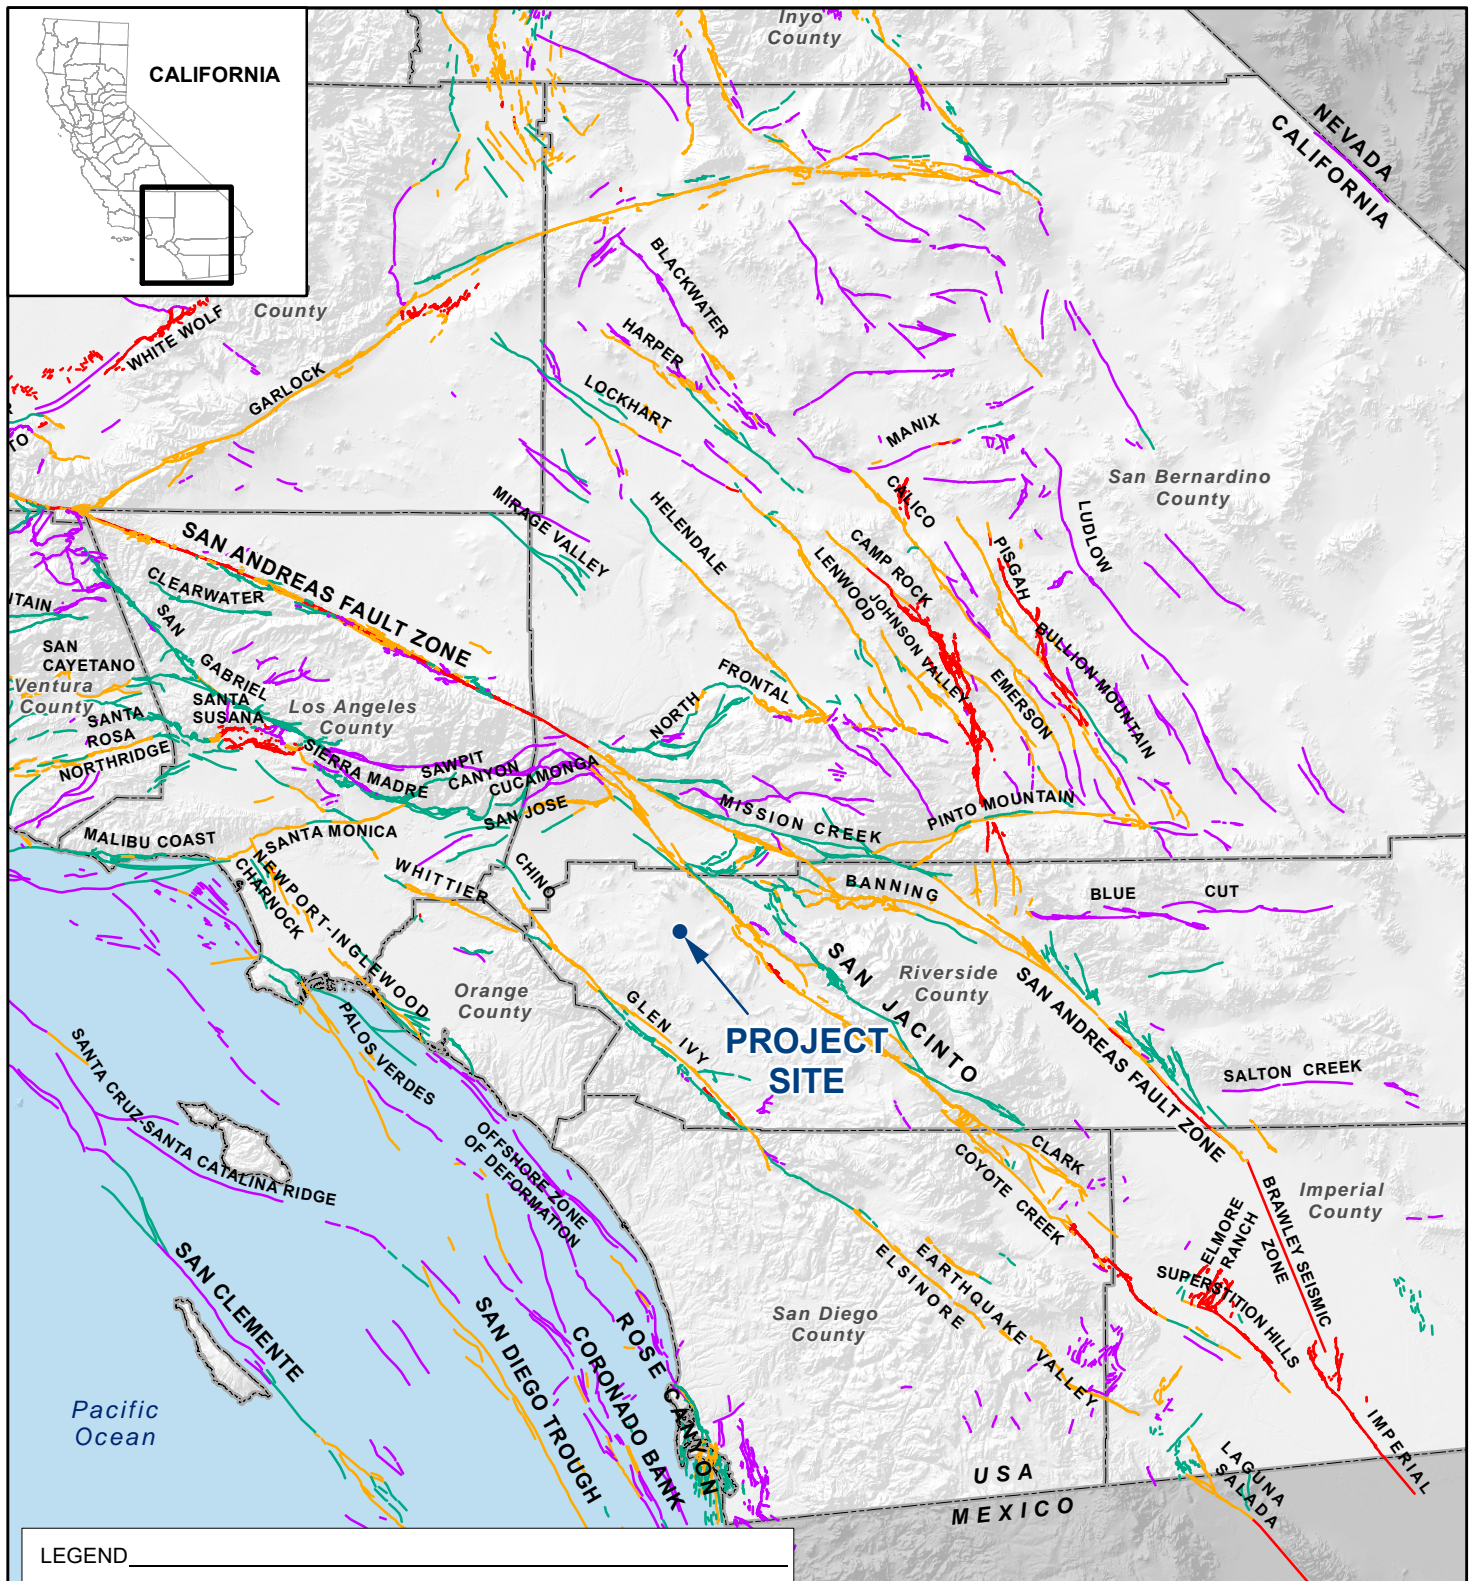 Inyo
County
CALIFORNIA
NEVADA
CALIFORNIA
County
WHITE WOLF
GARLOCK
BLACKWATER
HARPER
LOCKHART
MANIX
San Bernardino
County
R
TO
MIRAGE VALLEY
HELENDALE
CALICO
LUDLOW
PISGAH
CAMP ROCK
LENWOOD
JOHNSON VALLEY
SAN ANDREAS FAULT ZONE
CLEARWATER
NTAIN
SAN
GABRIEL
SAN
CAYETANO
Ventura
County
SANTA
SUSANA
Los Angeles
County
SANTA
ROSA
NORTHRIDGE
SIERRA MADRE
SAWPIT
CANYON
CUCAMONGA
SAN JOSE
NORTH
FRONTAL
EMERSON
BULLION MOUNTAIN
MISSION CREEK
PINTO MOUNTAIN
MALIBU COAST
SANTA MONICA
NEWPORT-INGLEWOOD
CHARNOCK
WHITTIER
CHINO
BANNING
BLUE CUT
SAN JACINTO
Riverside
County
SAN ANDREAS FAULT ZONE
Orange
County
GLEN IVY
PROJECT
SITE
PALOS VERDES
SALTON CREEK
SANTA CRUZ-SANTA CATALINA RIDGE
OFFSHORE ZONE
OF DEFORMATION
CLARK
COYOTE CREEK
BRAWLEY SEISMIC
ZONE
Imperial
County
ELMORE
RANCH
SUPERSTITION HILLS
EARTHQUAKE VALLEY
ELSINORE
San Diego
County
SAN CLEMENTE
SAN DIEGO TROUGH
CORONADO BANK
ROSE CANYON
Pacific
Ocean
IMPERIAL
LAGUNA
SALADA
USA
MEXICO
LEGEND